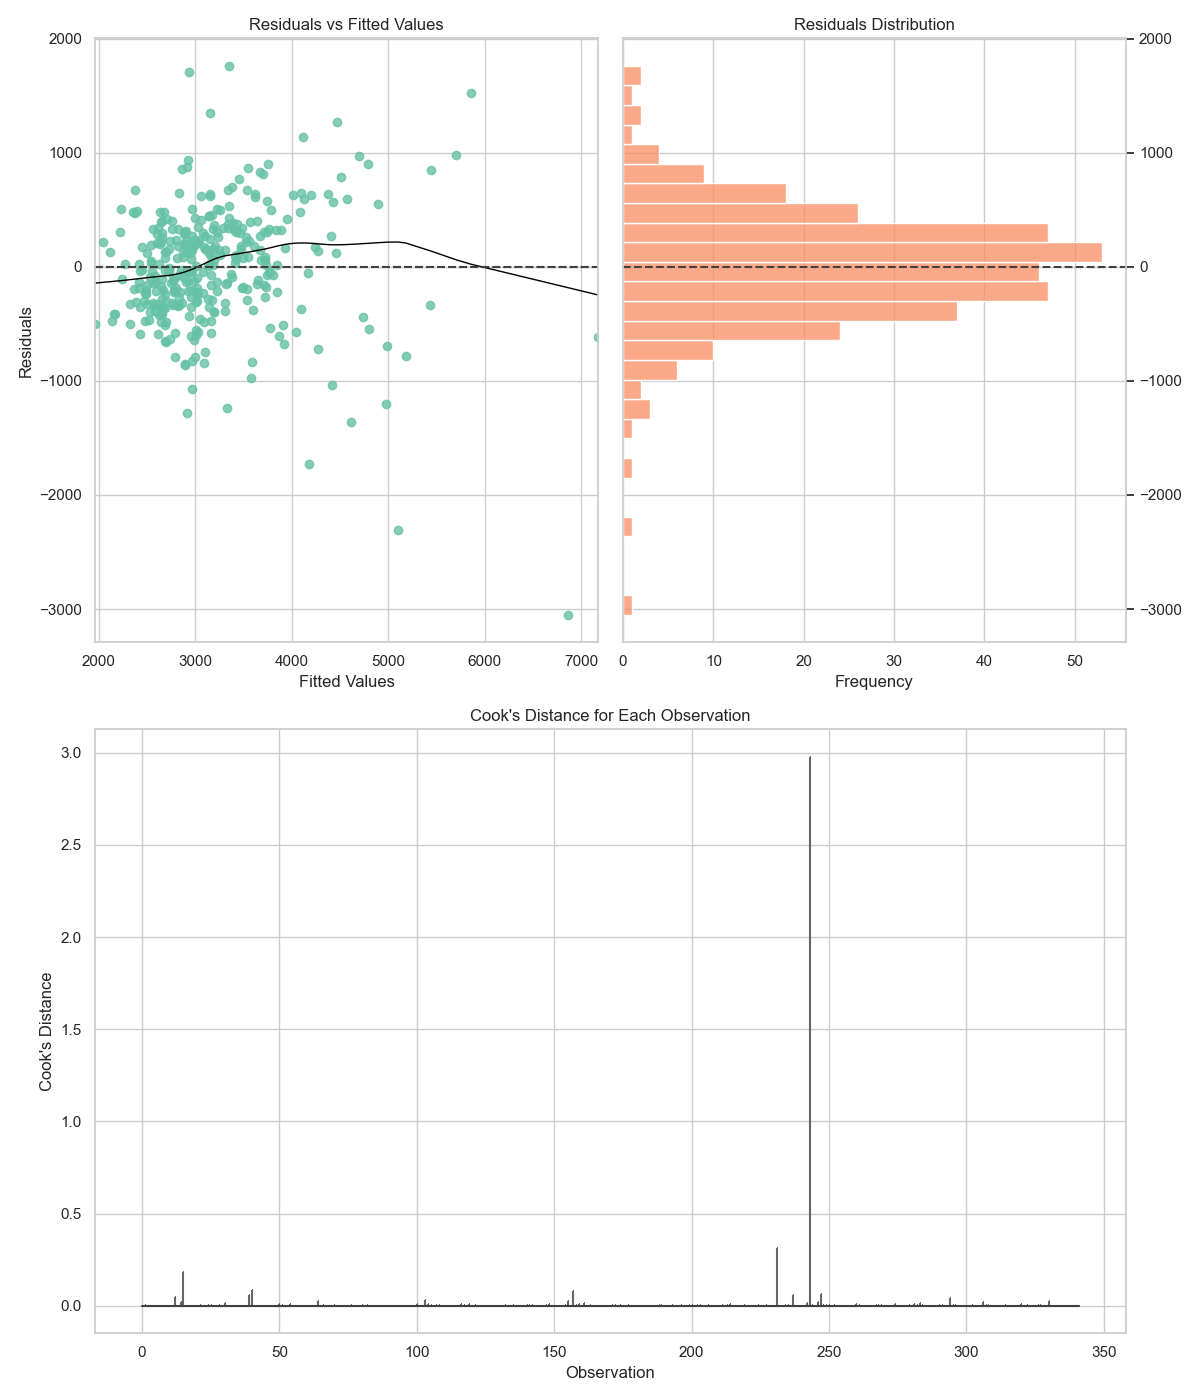 Residuals vs Fitted Values
Residuals Distribution
2000
1000
0
−1000
−2000
−3000
Residuals
2000 3000 4000 5000 6000 7000
Fitted Values
2000
1000
0
−1000
−2000
−3000
0 10 20 30 40 50
Frequency
Cook's Distance for Each Observation
3.0
2.5
2.0
1.5
1.0
0.5
0.0
Cook's Distance
0 50 100 150 200 250 300 350
Observation